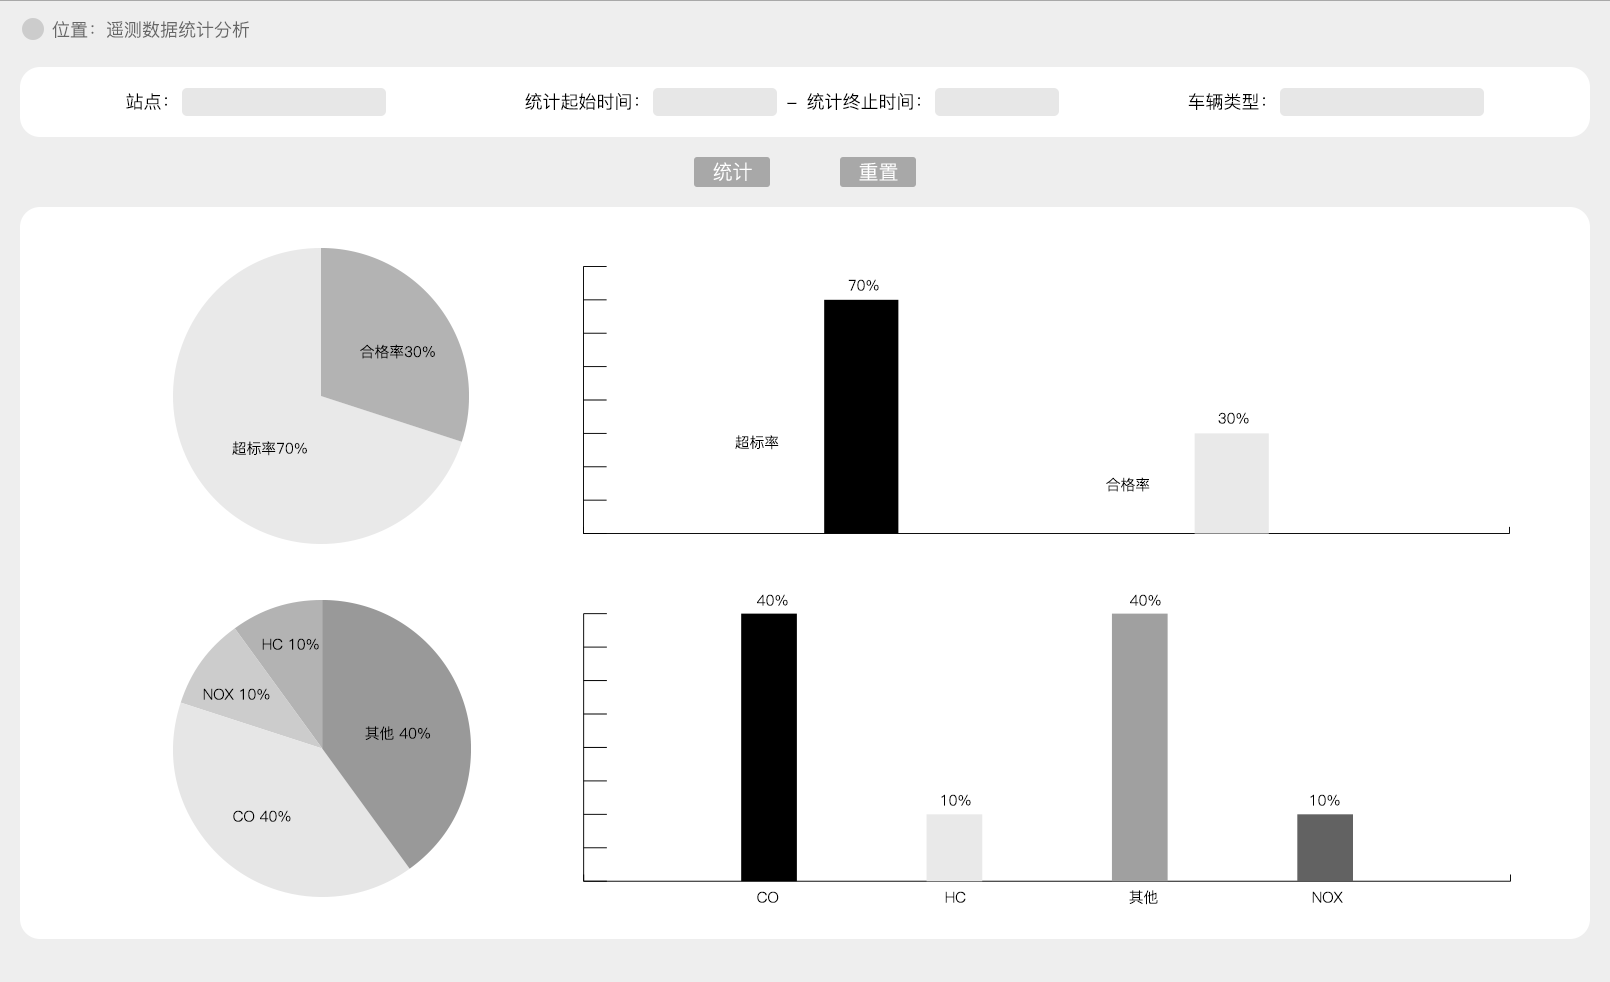 位置：遥测数据统计分析
站点： 统计起始时间： – 统计终止时间： 车辆类型：
统计 重置
合格率30%
超标率70%
70%
超标率
30%
合格率
HC 10%
NOX 10%
其他 40%
CO 40%
40%
10%
40%
10%
CO HC 其他 NOX